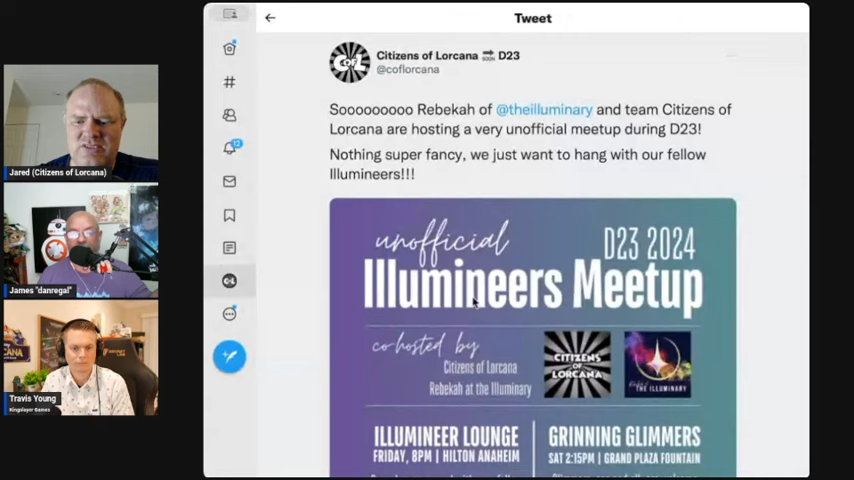 Tweet
Citizens of Lorcana SOON D23
@coflorcana
Sooooooooo Rebekah of @theilluminary and team Citizens of
Lorcana are hosting a very unofficial meetup during D23!
Nothing super fancy, we just want to hang with our fellow
Illumineers!!!
unofficial
D23 2024
Illumineers Meetup
co-hosted by
Citizens of Lorcana
Rebekah at the Illuminary
CITIZENS
OF
LORCANA
THE ILLUMINARY
ILLUMINEER LOUNGE
FRIDAY, 8PM | HILTON ANAHEIM
GRINNING GLIMMERS
SAT 2:15PM | GRAND PLAZA FOUNTAIN
Jared (Citizens of Lorcana)
James "danregal"
Travis Young
Kingslayer Games
12
COL
COL